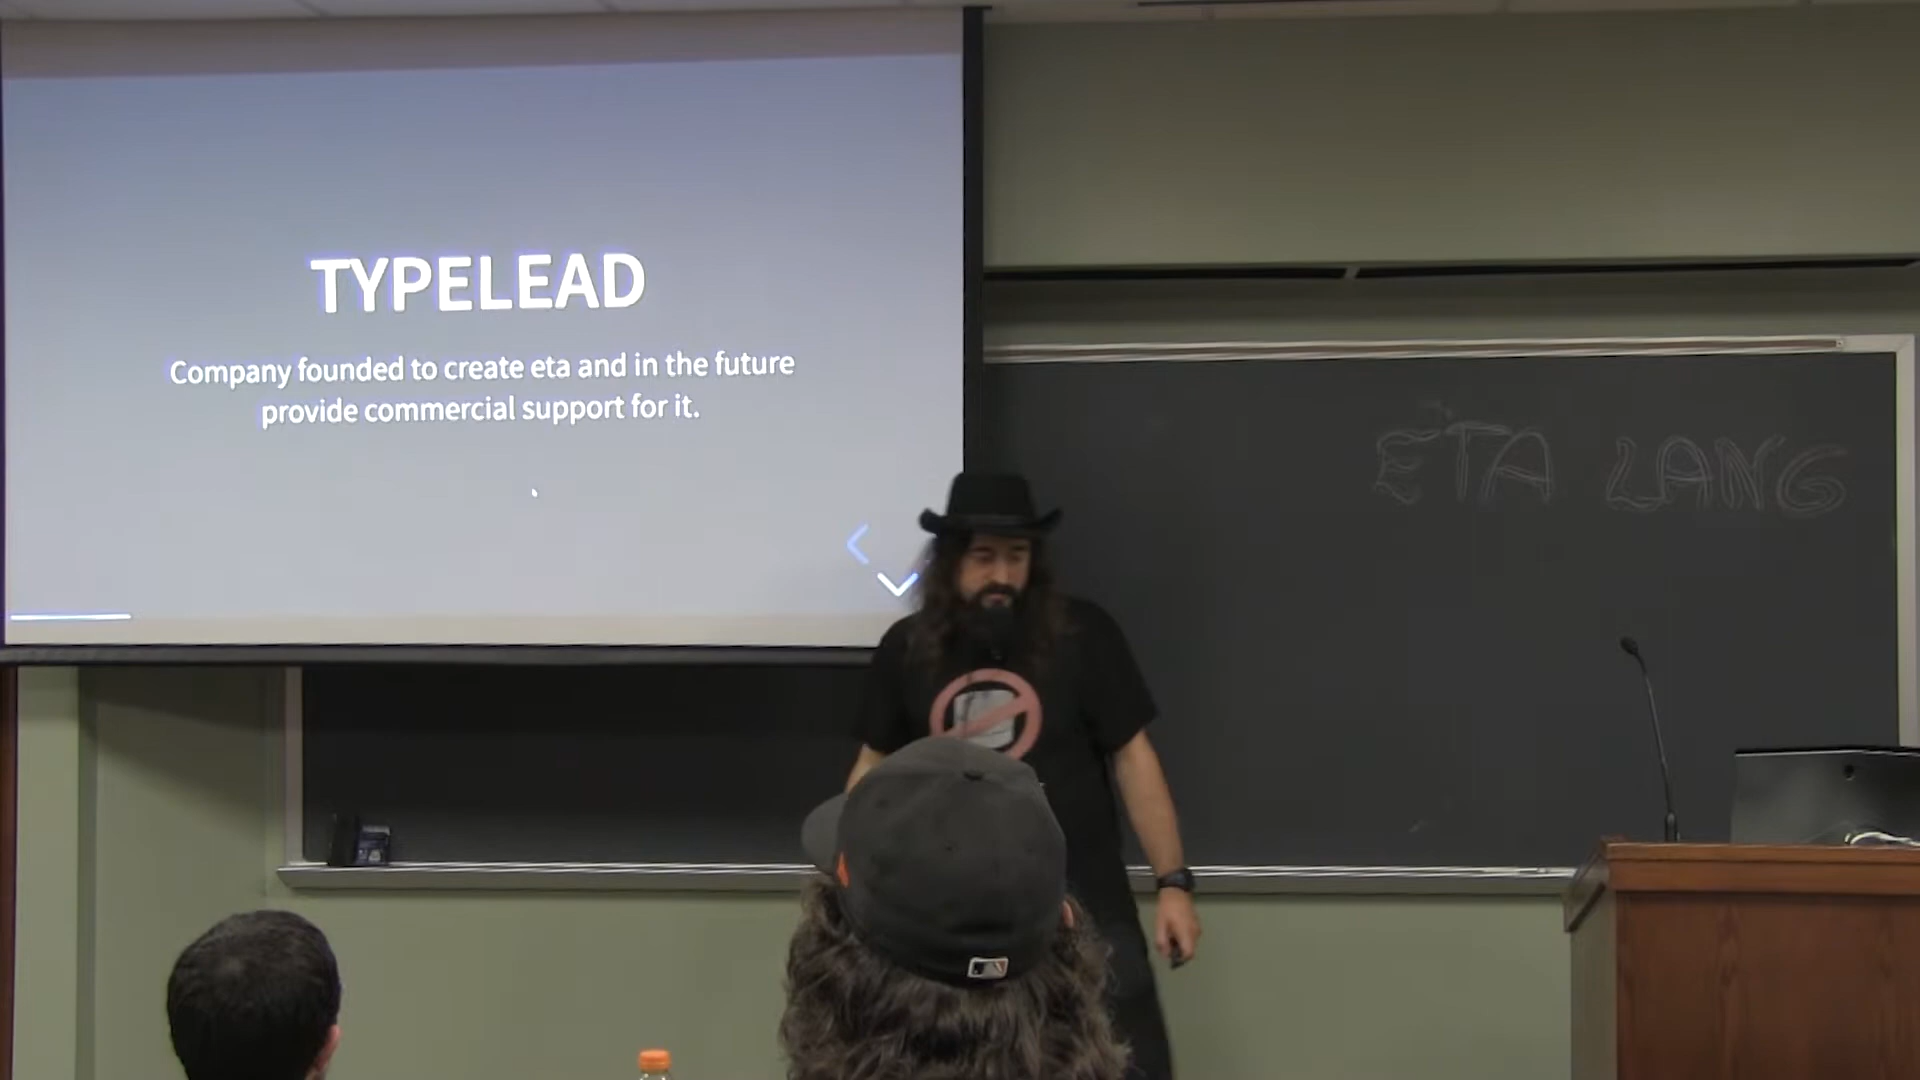 TYPELEAD
Company founded to create eta and in the future
provide commercial support for it.
ETA LANG